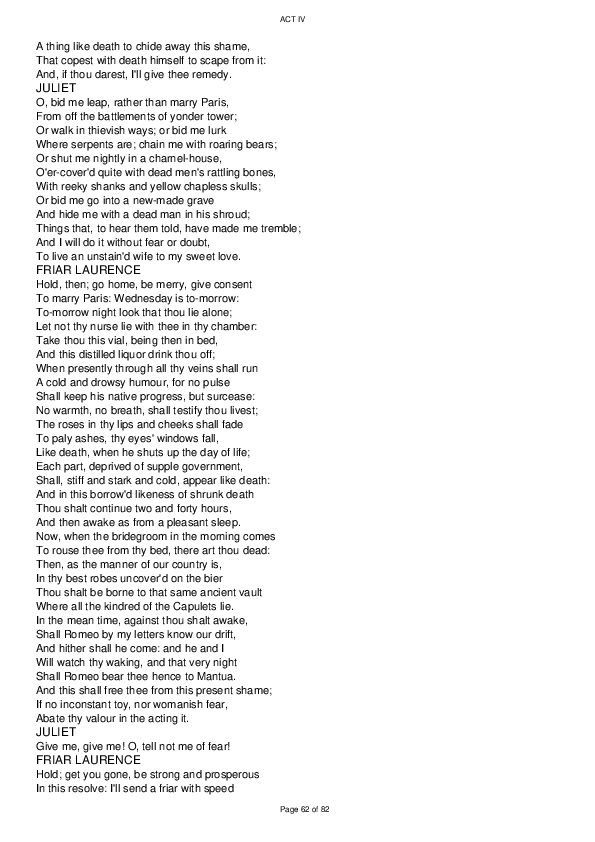 ACT IV
A thing like death to chide away this shame,
That copest with death himself to scape from it:
And, if thou darest, I'll give thee remedy.
JULIET
O, bid me leap, rather than marry Paris,
From off the battlements of yonder tower;
Or walk in thievish ways; or bid me lurk
Where serpents are; chain me with roaring bears;
Or shut me nightly in a charnel-house,
O'er-cover'd quite with dead men's rattling bones,
With reeky shanks and yellow chapless skulls;
Or bid me go into a new-made grave
And hide me with a dead man in his shroud;
Things that, to hear them told, have made me tremble;
And I will do it without fear or doubt,
To live an unstain'd wife to my sweet love.
FRIAR LAURENCE
Hold, then; go home, be merry, give consent
To marry Paris: Wednesday is to-morrow:
To-morrow night look that thou lie alone;
Let not thy nurse lie with thee in thy chamber:
Take thou this vial, being then in bed,
And this distilled liquor drink thou off;
When presently through all thy veins shall run
A cold and drowsy humour, for no pulse
Shall keep his native progress, but surcease:
No warmth, no breath, shall testify thou livest;
The roses in thy lips and cheeks shall fade
To paly ashes, thy eyes' windows fall,
Like death, when he shuts up the day of life;
Each part, deprived of supple government,
Shall, stiff and stark and cold, appear like death:
And in this borrow'd likeness of shrunk death
Thou shalt continue two and forty hours,
And then awake as from a pleasant sleep.
Now, when the bridegroom in the morning comes
To rouse thee from thy bed, there art thou dead:
Then, as the manner of our country is,
In thy best robes uncover'd on the bier
Thou shalt be borne to that same ancient vault
Where all the kindred of the Capulets lie.
In the mean time, against thou shalt awake,
Shall Romeo by my letters know our drift,
And hither shall he come: and he and I
Will watch thy waking, and that very night
Shall Romeo bear thee hence to Mantua.
And this shall free thee from this present shame;
If no inconstant toy, nor womanish fear,
Abate thy valour in the acting it.
JULIET
Give me, give me! O, tell not me of fear!
FRIAR LAURENCE
Hold; get you gone, be strong and prosperous
In this resolve: I'll send a friar with speed
Page 62 of 82